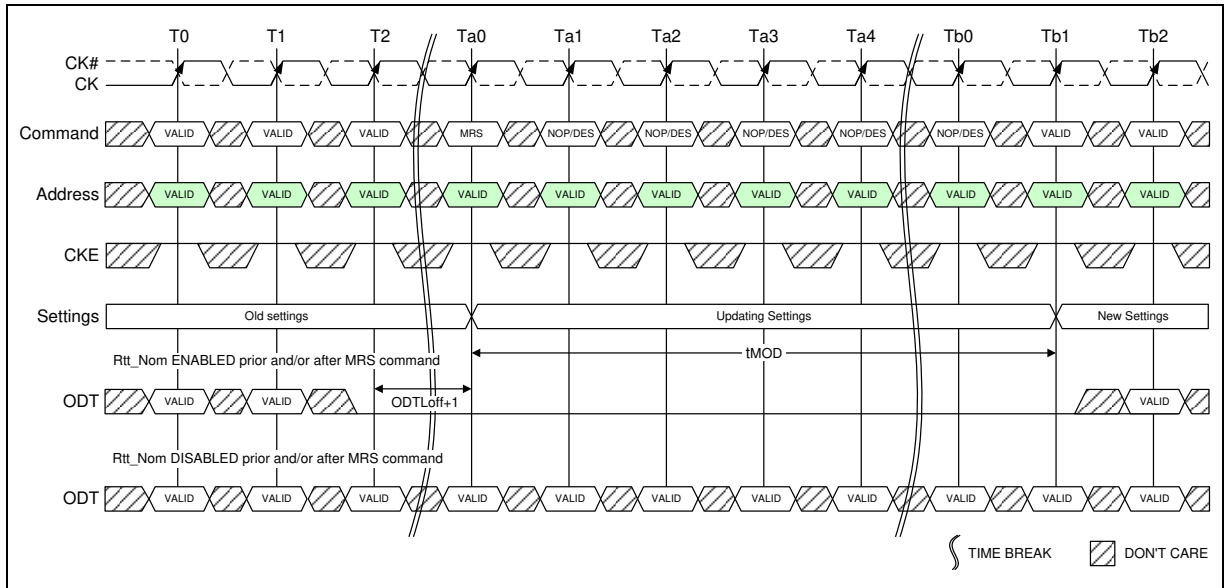 T0 T1 T2 Ta0 Ta1 Ta2 Ta3 Ta4 Tb0 Tb1 Tb2
CK#
CK
Command VALID VALID VALID MRS NOP/DES NOP/DES NOP/DES NOP/DES NOP/DES VALID VALID
Address VALID VALID VALID VALID VALID VALID VALID VALID VALID VALID VALID
CKE
Settings Old settings Updating Settings New Settings
Rtt_Nom ENABLED prior and/or after MRS command tMOD
ODT VALID VALID ODTLoff+1 VALID
Rtt_Nom DISABLED prior and/or after MRS command
ODT VALID VALID VALID VALID VALID VALID VALID VALID VALID VALID VALID
TIME BREAK DON'T CARE